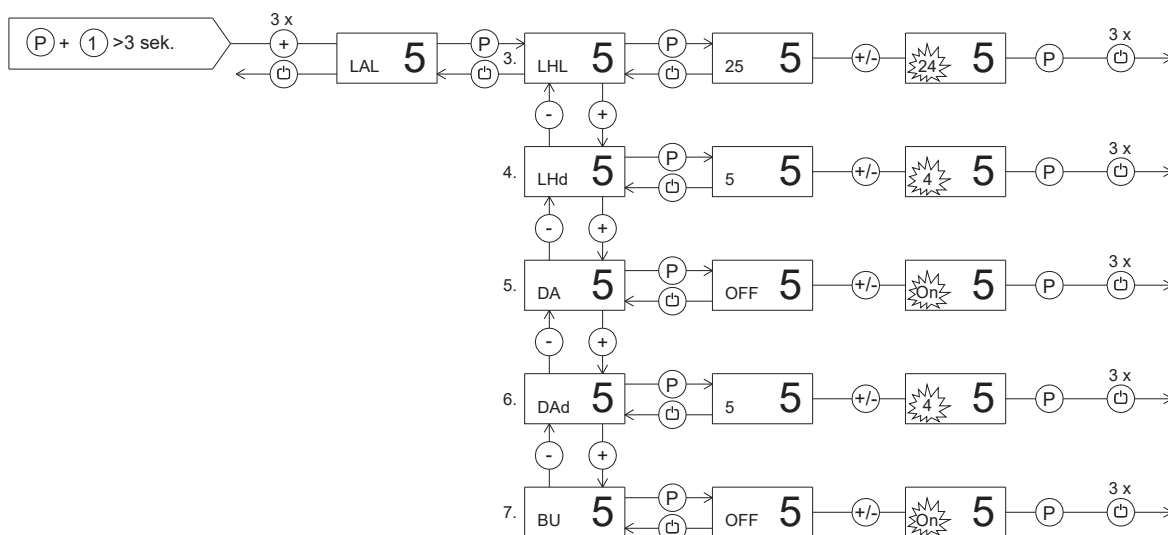 3 x 3 x
P + 1 >3 sek. + P P +/- P
LAL 5 3. LHL 5 25 5 24 5
- +
3 x
4. LHd 5 P 5 5 +/- 4 5 P
- +
3 x
5. DA 5 P OFF 5 +/- On 5 P
- +
3 x
6. DAd 5 P 5 5 +/- 4 5 P
- +
3 x
7. BU 5 P OFF 5 +/- On 5 P